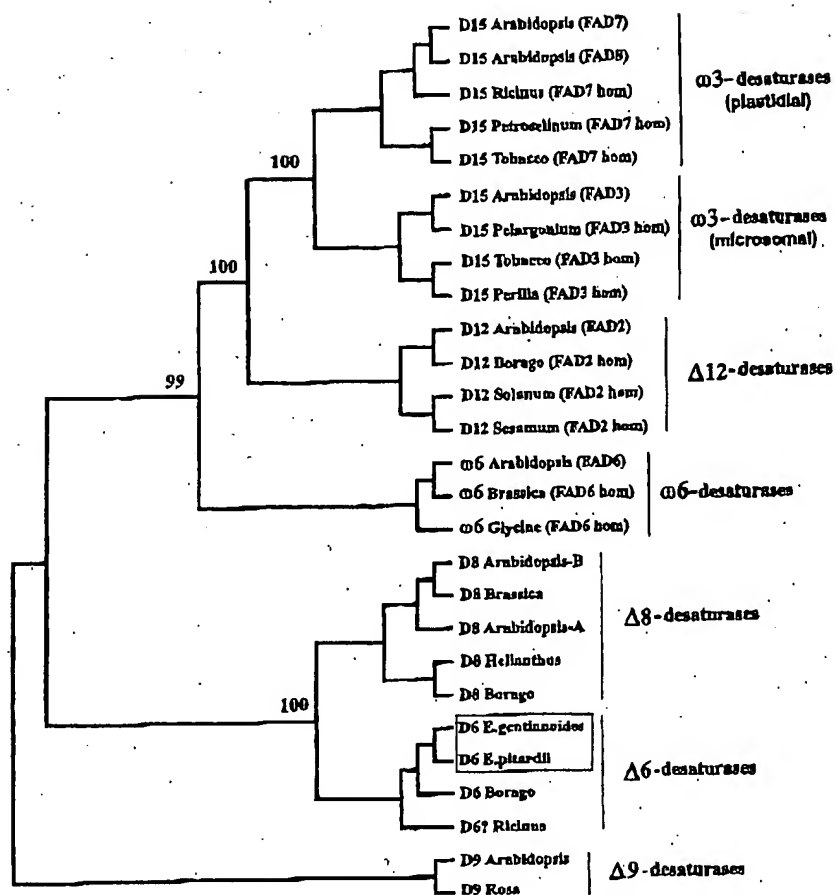 D15 Arabidopsis (FAD7)
D15 Arabidopsis (FAD8)
D15 Ricinus (FAD7 hom)
D15 Petroselinum (FAD7 hom)
D15 Tobacco (FAD7 hom)
ω3-desaturases
(plastidial)
100
D15 Arabidopsis (FAD3)
D15 Pelargonium (FAD3 hom)
D15 Tobacco (FAD3 hom)
D15 Perilla (FAD3 hom)
ω3-desaturases
(microsomal)
100
D12 Arabidopsis (FAD2)
D12 Borago (FAD2 hom)
D12 Solanum (FAD2 hom)
D12 Sesamum (FAD2 hom)
Δ12-desaturases
99
ω6 Arabidopsis (FAD6)
ω6 Brassica (FAD6 hom)
ω6 Glycine (FAD6 hom)
ω6-desaturases
D8 Arabidopsis-B
D8 Brassica
D8 Arabidopsis-A
D8 Helianthus
D8 Borago
Δ8-desaturases
100
D6 E.gentianoides
D6 E.pitardii
D6 Borago
D6? Ricinus
Δ6-desaturases
D9 Arabidopsis
D9 Rosa
Δ9-desaturases